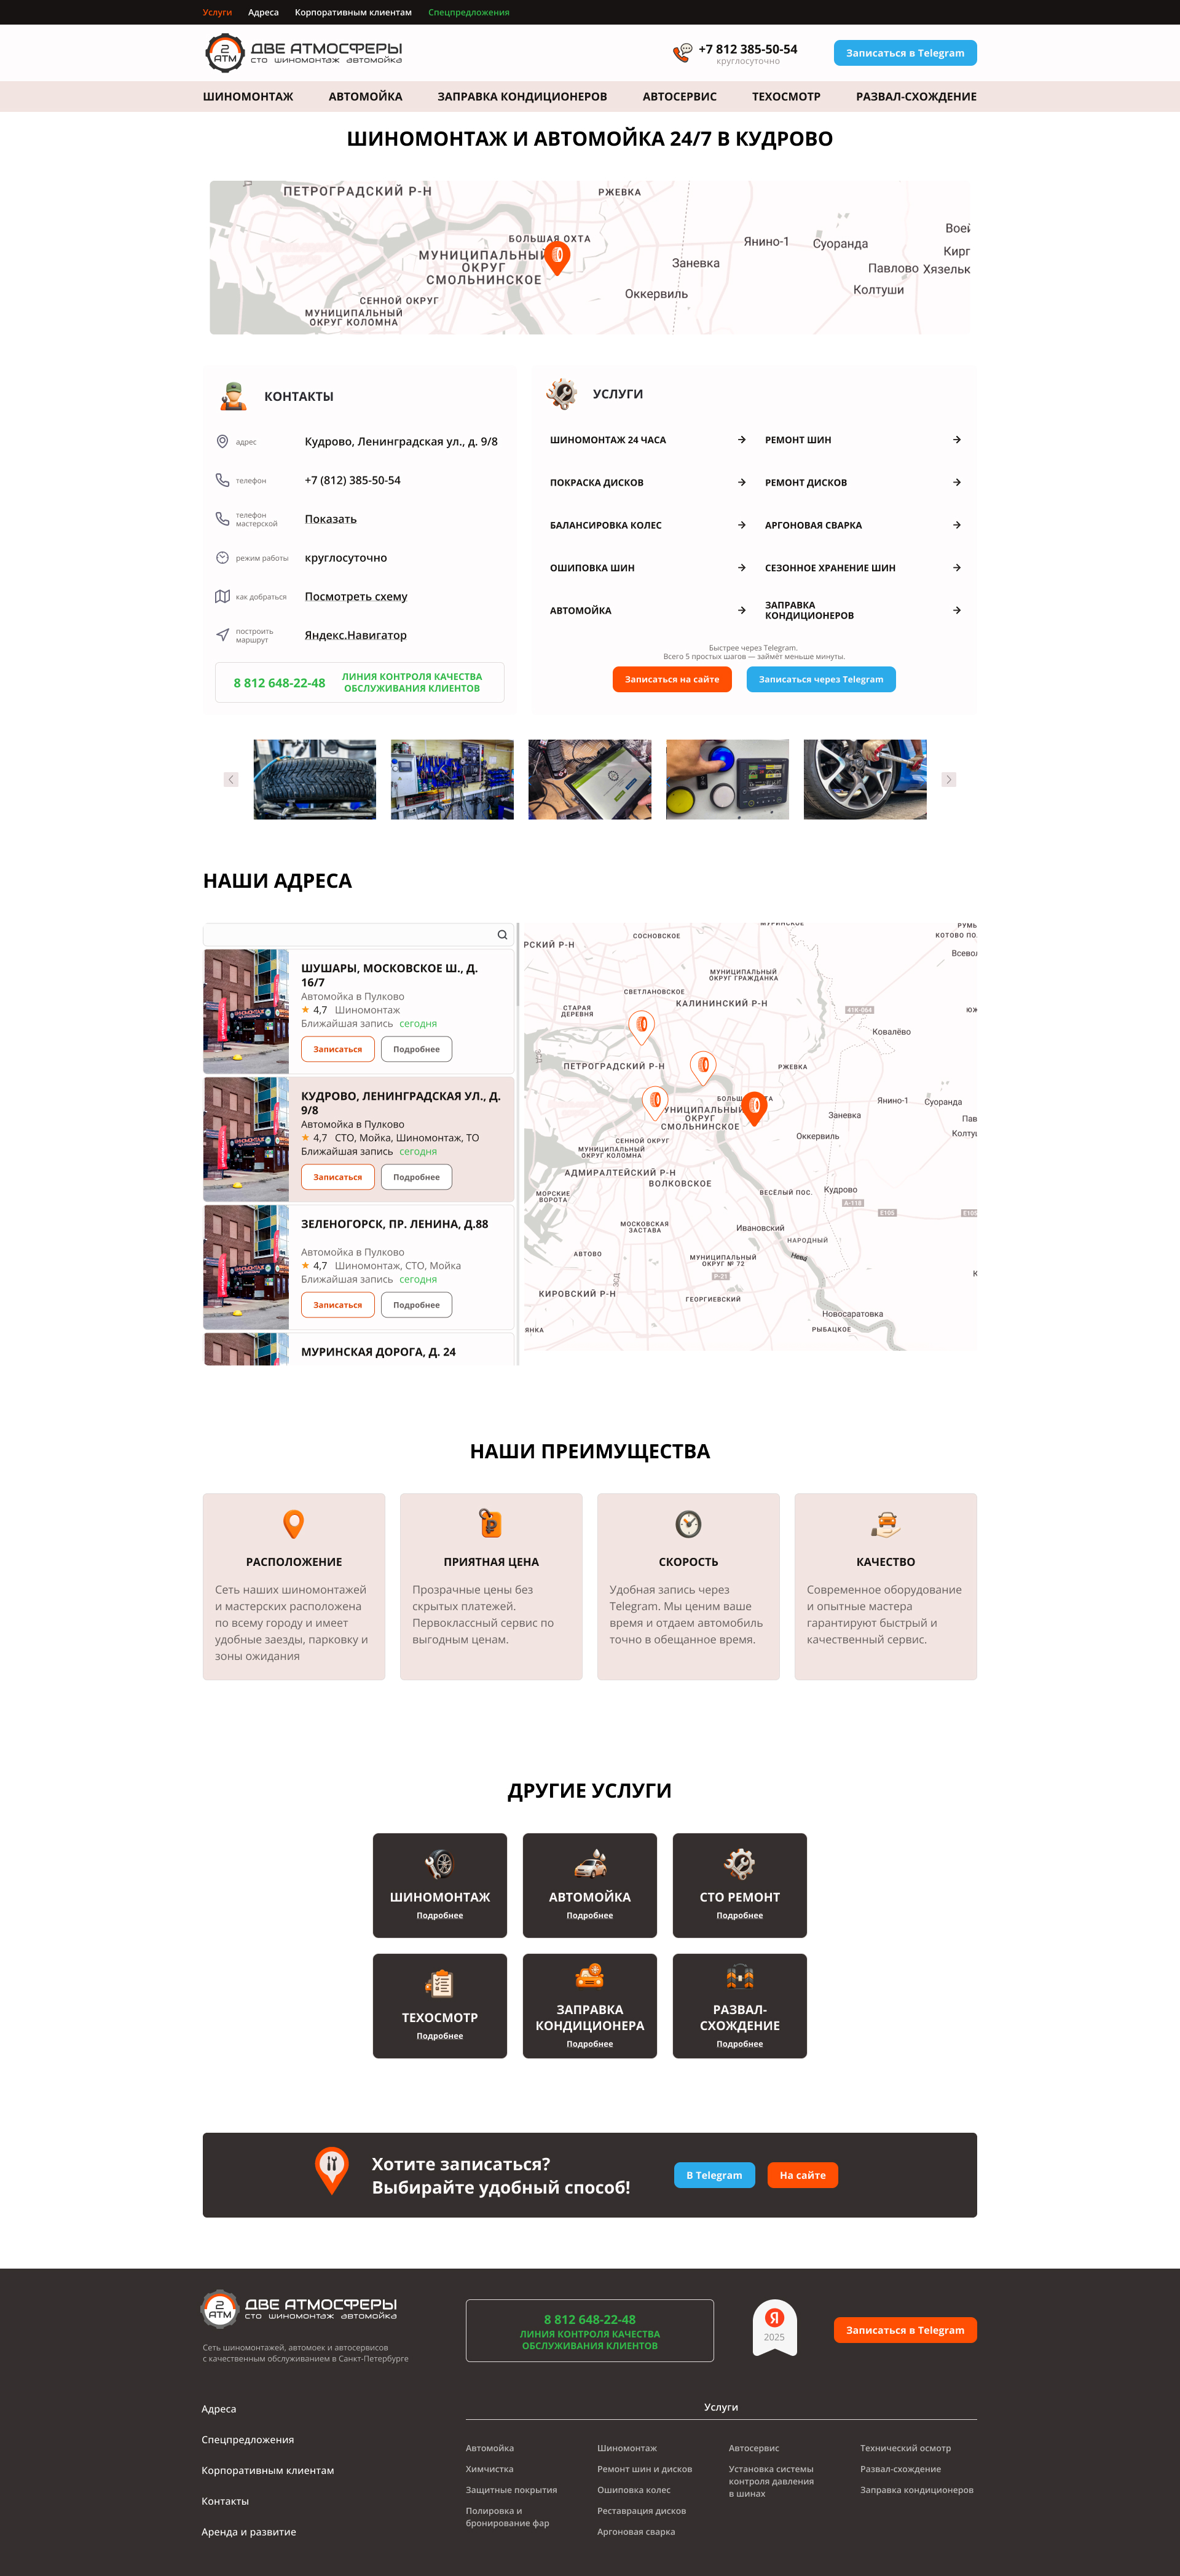 Услуги Адреса Корпоративным клиентам Спецпредложения
2 АТМ ДВЕ АТМОСФЕРЫ
сто шиномонтаж автомойка
+7 812 385-50-54
круглосуточно
Записаться в Telegram
ШИНОМОНТАЖ АВТОМОЙКА ЗАПРАВКА КОНДИЦИОНЕРОВ АВТОСЕРВИС ТЕХОСМОТР РАЗВАЛ-СХОЖДЕНИЕ
ШИНОМОНТАЖ И АВТОМОЙКА 24/7 В КУДРОВО
ПЕТРОГРАДСКИЙ Р-Н
РЖЕВКА
БОЛЬШАЯ ОХТА
МУНИЦИПАЛЬНЫЙ
ОКРУГ
СМОЛЬНИНСКОЕ
СЕННОЙ ОКРУГ
МУНИЦИПАЛЬНЫЙ
ОКРУГ КОЛОМНА
Янино-1
Суоранда
Заневка
Оккервиль
Павлово
Колтуши
Кирг
Хязельк
КОНТАКТЫ
адрес Кудрово, Ленинградская ул., д. 9/8
телефон +7 (812) 385-50-54
телефон
мастерской
Показать
режим работы круглосуточно
как добраться Посмотреть схему
построить
маршрут
Яндекс.Навигатор
8 812 648-22-48
ЛИНИЯ КОНТРОЛЯ КАЧЕСТВА
ОБСЛУЖИВАНИЯ КЛИЕНТОВ
УСЛУГИ
ШИНОМОНТАЖ 24 ЧАСА → РЕМОНТ ШИН →
ПОКРАСКА ДИСКОВ → РЕМОНТ ДИСКОВ →
БАЛАНСИРОВКА КОЛЕС → АРГОНОВАЯ СВАРКА →
ОШИПОВКА ШИН → СЕЗОННОЕ ХРАНЕНИЕ ШИН →
АВТОМОЙКА → ЗАПРАВКА
КОНДИЦИОНЕРОВ →
Быстрее через Telegram.
Всего 5 простых шагов — займёт меньше минуты.
Записаться на сайте Записаться через Telegram
НАШИ АДРЕСА
ШУШАРЫ, МОСКОВСКОЕ Ш., Д.
16/7
Автомойка в Пулково
★ 4,7 Шиномонтаж
Ближайшая запись сегодня
Записаться Подробнее
КУДРОВО, ЛЕНИНГРАДСКАЯ УЛ., Д.
9/8
Автомойка в Пулково
★ 4,7 СТО, Мойка, Шиномонтаж, ТО
Ближайшая запись сегодня
Записаться Подробнее
ЗЕЛЕНОГОРСК, ПР. ЛЕНИНА, Д.88
Автомойка в Пулково
★ 4,7 Шиномонтаж, СТО, Мойка
Ближайшая запись сегодня
Записаться Подробнее
МУРИНСКАЯ ДОРОГА, Д. 24
СОСНОВСКОЕ
РСКИЙ Р-Н
РУМЬ
КОТОВО ПО
Всевол
МУНИЦИПАЛЬНЫЙ
ОКРУГ ГРАЖДАНКА
СВЕТЛАНОВСКОЕ
КАЛИНИНСКИЙ Р-Н
СТАРАЯ
ДЕРЕВНЯ
41К-064
ЮЖ
Ковалёво
ПЕТРОГРАДСКИЙ Р-Н
РЖЕВКА
Янино-1
Суоранда
Заневка
Пав
УНИЦИПАЛЬНЫЙ
ОКРУГ
СМОЛЬНИНСКОЕ
Оккервиль
Колту
СЕННОЙ ОКРУГ
МУНИЦИПАЛЬНЫЙ
ОКРУГ КОЛОМНА
АДМИРАЛТЕЙСКИЙ Р-Н
ВОЛКОВСКОЕ
МОРСКИЕ
ВОРОТА
ВЕСЁЛЫЙ ПОС.
Кудрово
А-118
Е105
Е105
МОСКОВСКАЯ
ЗАСТАВА
Ивановский
НАРОДНЫЙ
АВТОВО
МУНИЦИПАЛЬНЫЙ
ОКРУГ № 72
Нева
Р-21
ЗСД
КИРОВСКИЙ Р-Н
ГЕОРГИЕВСКИЙ
Новосаратовка
РЫБАЦКОЕ
ЯНКА
НАШИ ПРЕИМУЩЕСТВА
РАСПОЛОЖЕНИЕ
Сеть наших шиномонтажей
и мастерских расположена
по всему городу и имеет
удобные заезды, парковку и
зоны ожидания
ПРИЯТНАЯ ЦЕНА
Прозрачные цены без
скрытых платежей.
Первоклассный сервис по
выгодным ценам.
СКОРОСТЬ
Удобная запись через
Telegram. Мы ценим ваше
время и отдаем автомобиль
точно в обещанное время.
КАЧЕСТВО
Современное оборудование
и опытные мастера
гарантируют быстрый и
качественный сервис.
ДРУГИЕ УСЛУГИ
ШИНОМОНТАЖ
Подробнее
АВТОМОЙКА
Подробнее
СТО РЕМОНТ
Подробнее
ТЕХОСМОТР
Подробнее
ЗАПРАВКА
КОНДИЦИОНЕРА
Подробнее
РАЗВАЛ-
СХОЖДЕНИЕ
Подробнее
Хотите записаться?
Выбирайте удобный способ!
В Telegram На сайте
2 АТМ ДВЕ АТМОСФЕРЫ
сто шиномонтаж автомойка
Сеть шиномонтажей, автомоек и автосервисов
с качественным обслуживанием в Санкт-Петербурге
8 812 648-22-48
ЛИНИЯ КОНТРОЛЯ КАЧЕСТВА
ОБСЛУЖИВАНИЯ КЛИЕНТОВ
Я
2025
Записаться в Telegram
Адреса
Спецпредложения
Корпоративным клиентам
Контакты
Аренда и развитие
Услуги
Автомойка
Химчистка
Защитные покрытия
Полировка и
бронирование фар
Шиномонтаж
Ремонт шин и дисков
Ошиповка колес
Реставрация дисков
Аргоновая сварка
Автосервис
Установка системы
контроля давления
в шинах
Технический осмотр
Развал-схождение
Заправка кондиционеров